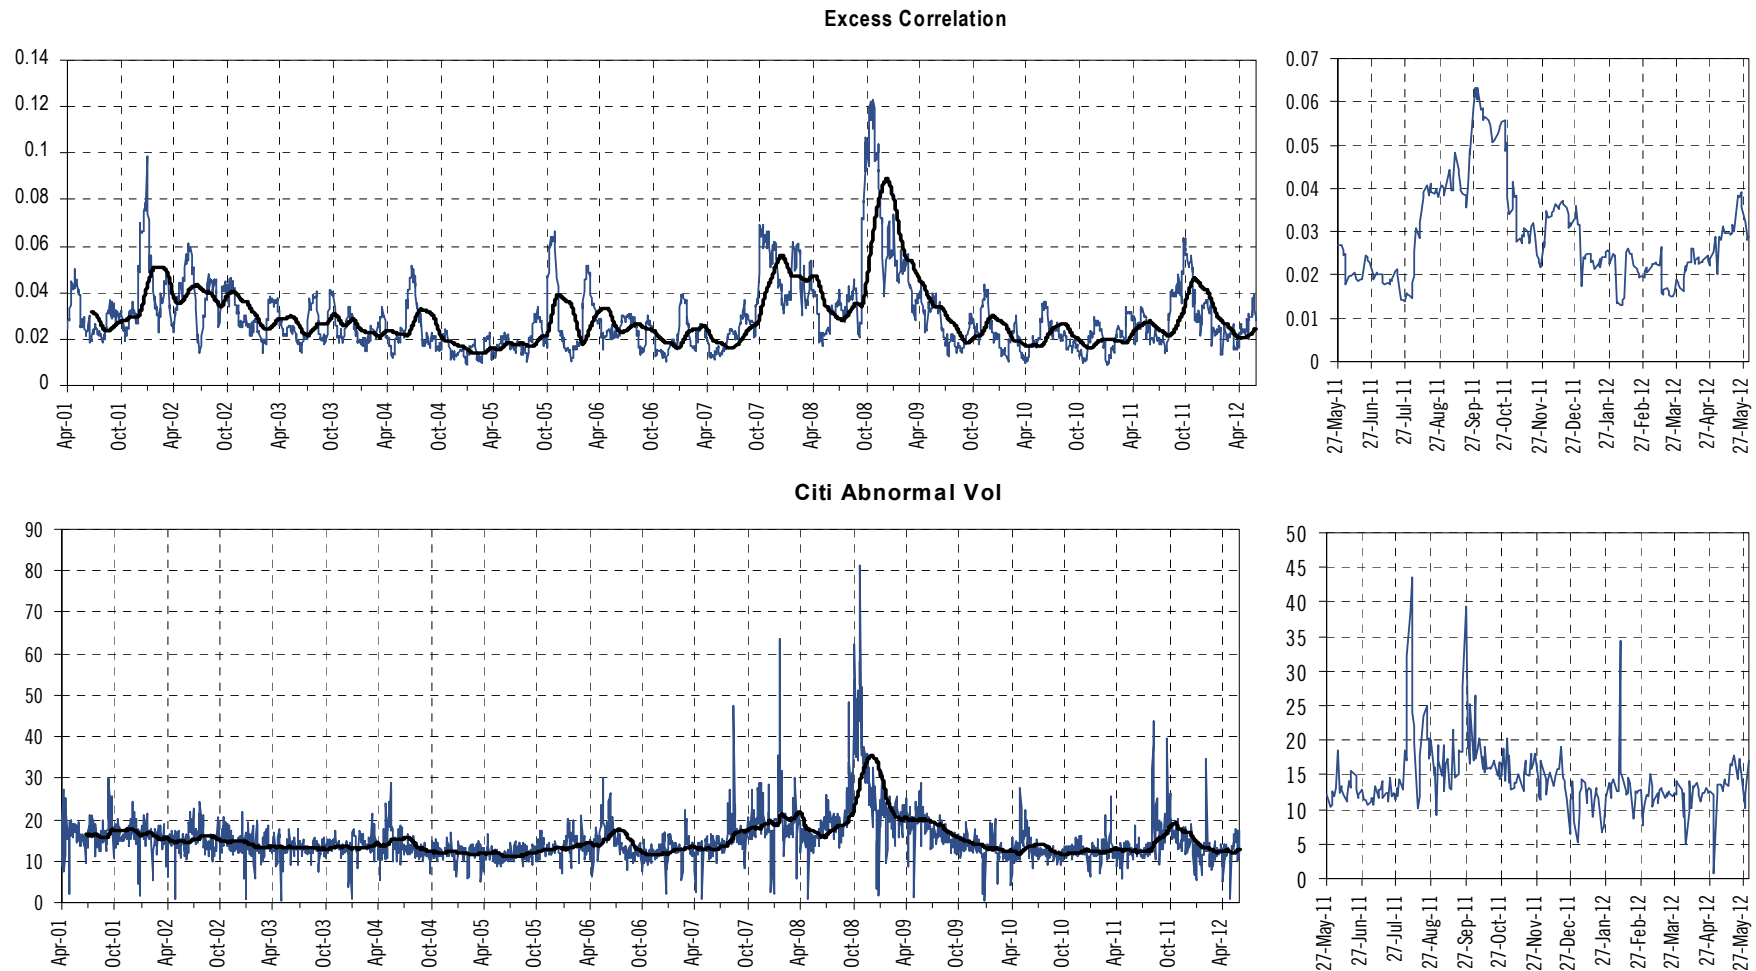 Excess Correlation
0.14
0.12
0.1
0.08
0.06
0.04
0.02
0
Apr-01
Oct-01
Apr-02
Oct-02
Apr-03
Oct-03
Apr-04
Oct-04
Apr-05
Oct-05
Apr-06
Oct-06
Apr-07
Oct-07
Apr-08
Oct-08
Apr-09
Oct-09
Apr-10
Oct-10
Apr-11
Oct-11
Apr-12
0.07
0.06
0.05
0.04
0.03
0.02
0.01
0
27-May-11
27-Jun-11
27-Jul-11
27-Aug-11
27-Sep-11
27-Oct-11
27-Nov-11
27-Dec-11
27-Jan-12
27-Feb-12
27-Mar-12
27-Apr-12
27-May-12
Citi Abnormal Vol
90
80
70
60
50
40
30
20
10
0
Apr-01
Oct-01
Apr-02
Oct-02
Apr-03
Oct-03
Apr-04
Oct-04
Apr-05
Oct-05
Apr-06
Oct-06
Apr-07
Oct-07
Apr-08
Oct-08
Apr-09
Oct-09
Apr-10
Oct-10
Apr-11
Oct-11
Apr-12
50
45
40
35
30
25
20
15
10
5
0
27-May-11
27-Jun-11
27-Jul-11
27-Aug-11
27-Sep-11
27-Oct-11
27-Nov-11
27-Dec-11
27-Jan-12
27-Feb-12
27-Mar-12
27-Apr-12
27-May-12